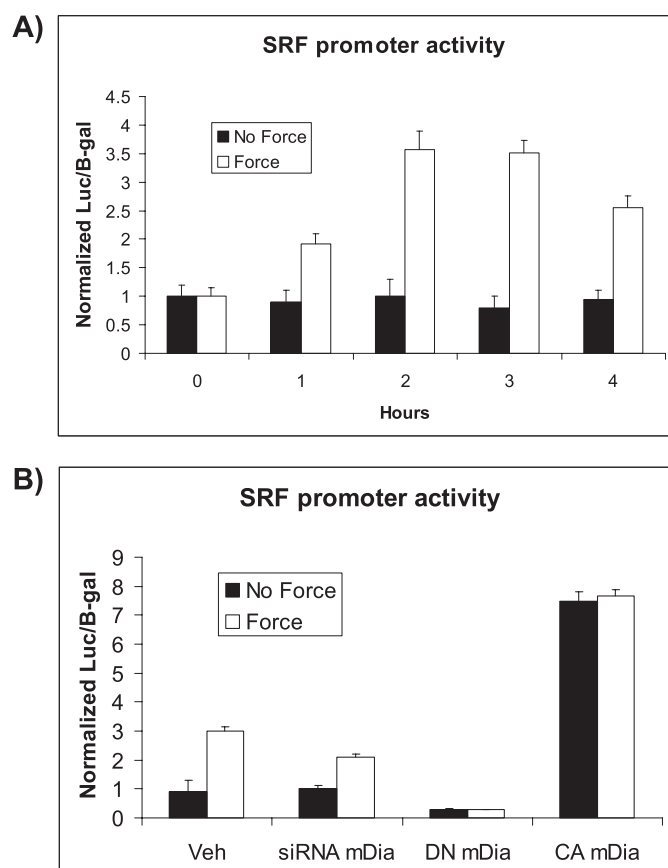 A)
SRF promoter activity
Normalized Luc/B-gal
4.5
4
3.5
3
2.5
2
1.5
1
0.5
0
No Force
Force
0 1 2 3 4
Hours
B)
SRF promoter activity
Normalized Luc/B-gal
9
8
7
6
5
4
3
2
1
0
No Force
Force
Veh siRNA mDia DN mDia CA mDia